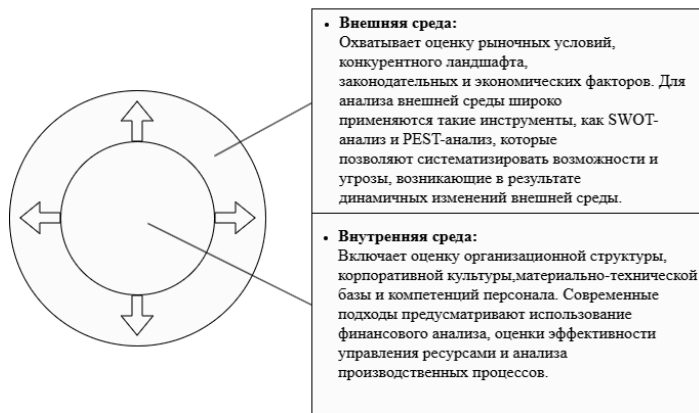 • Внешняя среда:
Охватывает оценку рыночных условий,
конкурентного ландшафта,
законодательных и экономических факторов. Для
анализа внешней среды широко
применяются такие инструменты, как SWOT-
анализ и PEST-анализ, которые
позволяют систематизировать возможности и
угрозы, возникающие в результате
динамичных изменений внешней среды.
• Внутренняя среда:
Включает оценку организационной структуры,
корпоративной культуры,материально-технической
базы и компетенций персонала. Современные
подходы предусматривают использование
финансового анализа, оценки эффективности
управления ресурсами и анализа
производственных процессов.